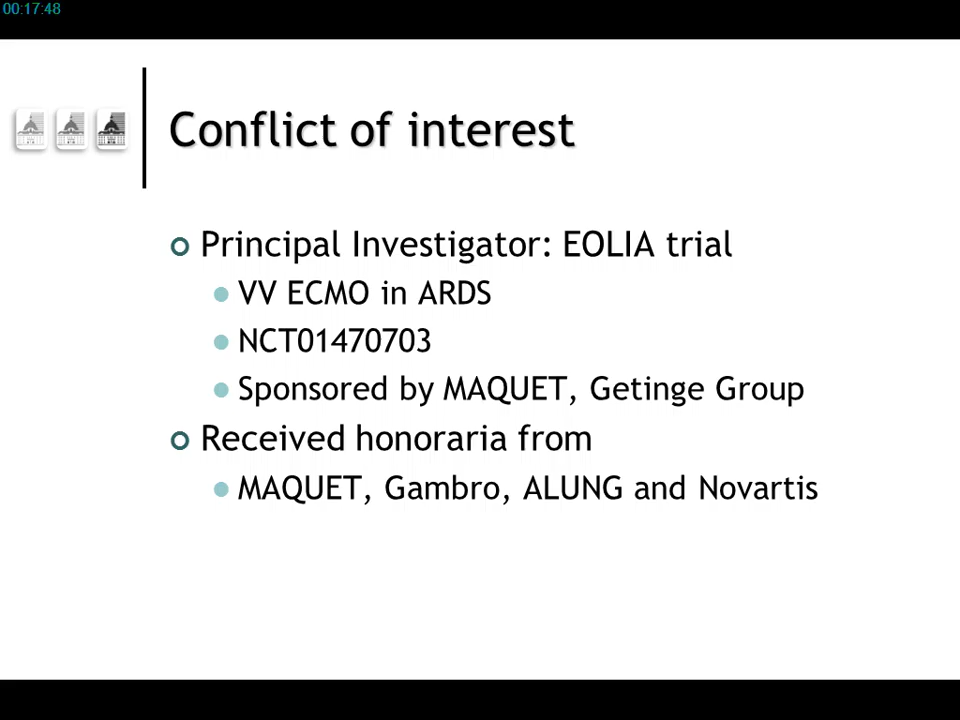 00:17:48
Conflict of interest
Principal Investigator: EOLIA trial
VV ECMO in ARDS
NCT01470703
Sponsored by MAQUET, Getinge Group
Received honoraria from
MAQUET, Gambro, ALUNG and Novartis